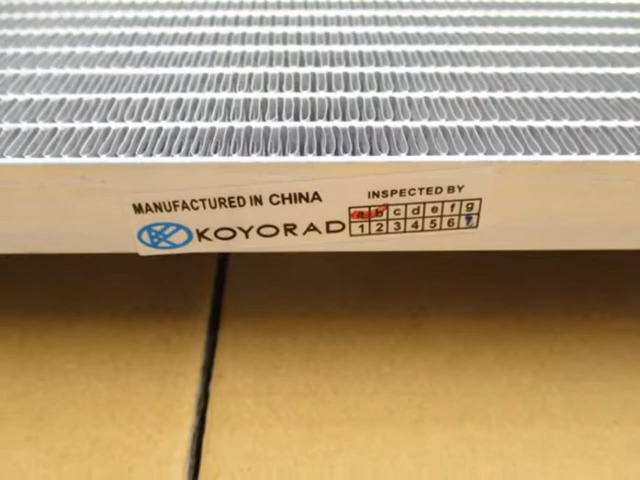 MANUFACTURED IN CHINA
KOYORAD
INSPECTED BY
a b c d e f g
1 2 3 4 5 6 7